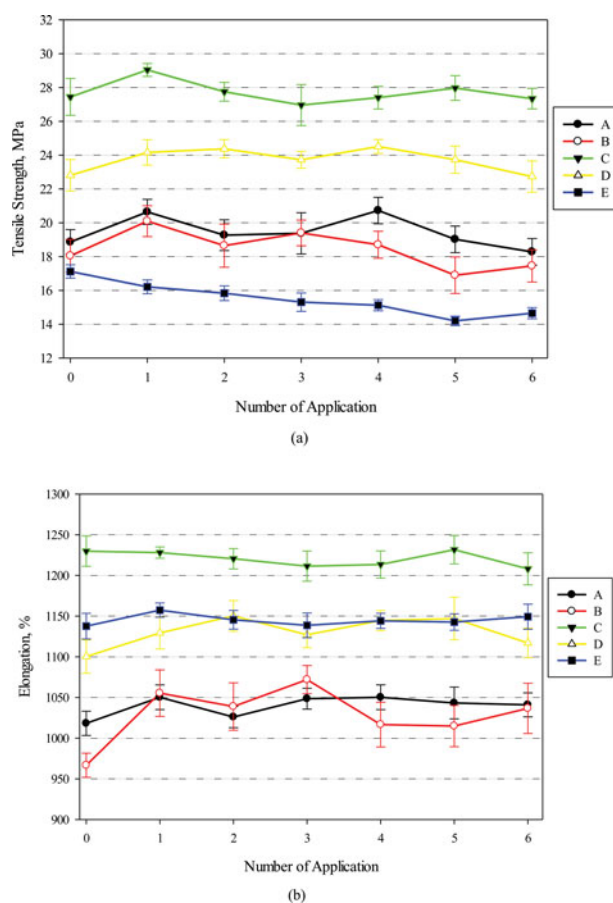 32
30
28
26
24
22
20
18
16
14
12
Tensile Strength, MPa
0 1 2 3 4 5 6
Number of Application
A
B
C
D
E
(a)
1300
1250
1200
1150
1100
1050
1000
950
900
Elongation, %
0 1 2 3 4 5 6
Number of Application
A
B
C
D
E
(b)